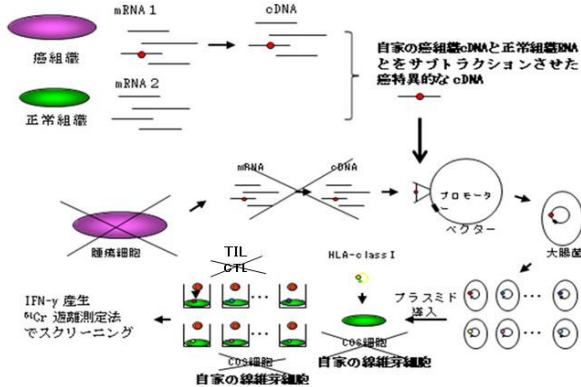 mRNA 1
cDNA
癌組織
mRNA 2
正常組織
自家の癌組織cDNAと正常組織RNA
とをサブトラクションさせた
癌特異的なcDNA
mRNA
cDNA
プロモータ
ー
ベクター
腫瘍細胞
大腸菌
TIL
CTL
HLA-class I
IFN-γ 産生
⁵¹Cr 遊離測定法
でスクリーニング
プラスミド
導入
COS細胞
自家の線維芽細胞
COS細胞
自家の線維芽細胞